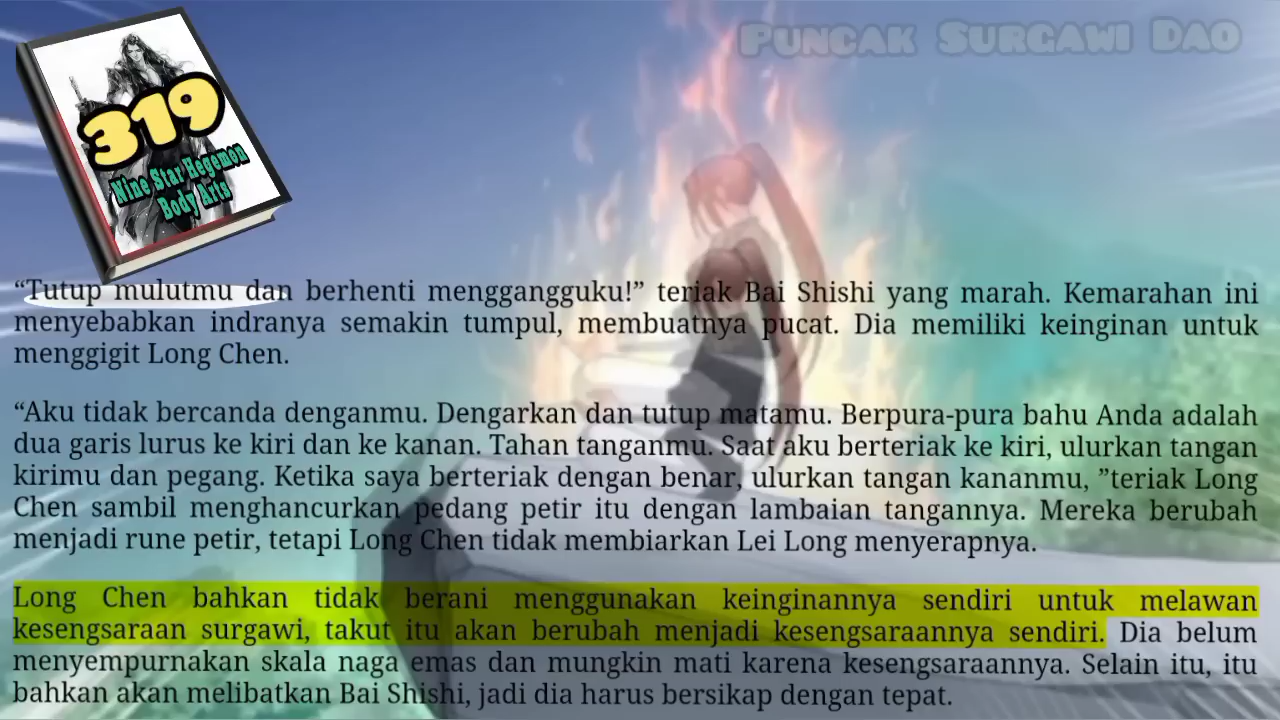 Puncak Surgawi Dao
319
Nine Star Hegemon
Body Arts
“Tutup mulutmu dan berhenti menggangguku!” teriak Bai Shishi yang marah. Kemarahan ini
menyebabkan indranya semakin tumpul, membuatnya pucat. Dia memiliki keinginan untuk
menggigit Long Chen.
“Aku tidak bercanda denganmu. Dengarkan dan tutup matamu. Berpura-pura bahu Anda adalah
dua garis lurus ke kiri dan ke kanan. Tahan tanganmu. Saat aku berteriak ke kiri, ulurkan tangan
kirimu dan pegang. Ketika saya berteriak dengan benar, ulurkan tangan kananmu, ”teriak Long
Chen sambil menghancurkan pedang petir itu dengan lambaian tangannya. Mereka berubah
menjadi rune petir, tetapi Long Chen tidak membiarkan Lei Long menyerapnya.
Long Chen bahkan tidak berani menggunakan keinginannya sendiri untuk melawan
kesengsaraan surgawi, takut itu akan berubah menjadi kesengsaraannya sendiri. Dia belum
menyempurnakan skala naga emas dan mungkin mati karena kesengsaraannya. Selain itu, itu
bahkan akan melibatkan Bai Shishi, jadi dia harus bersikap dengan tepat.